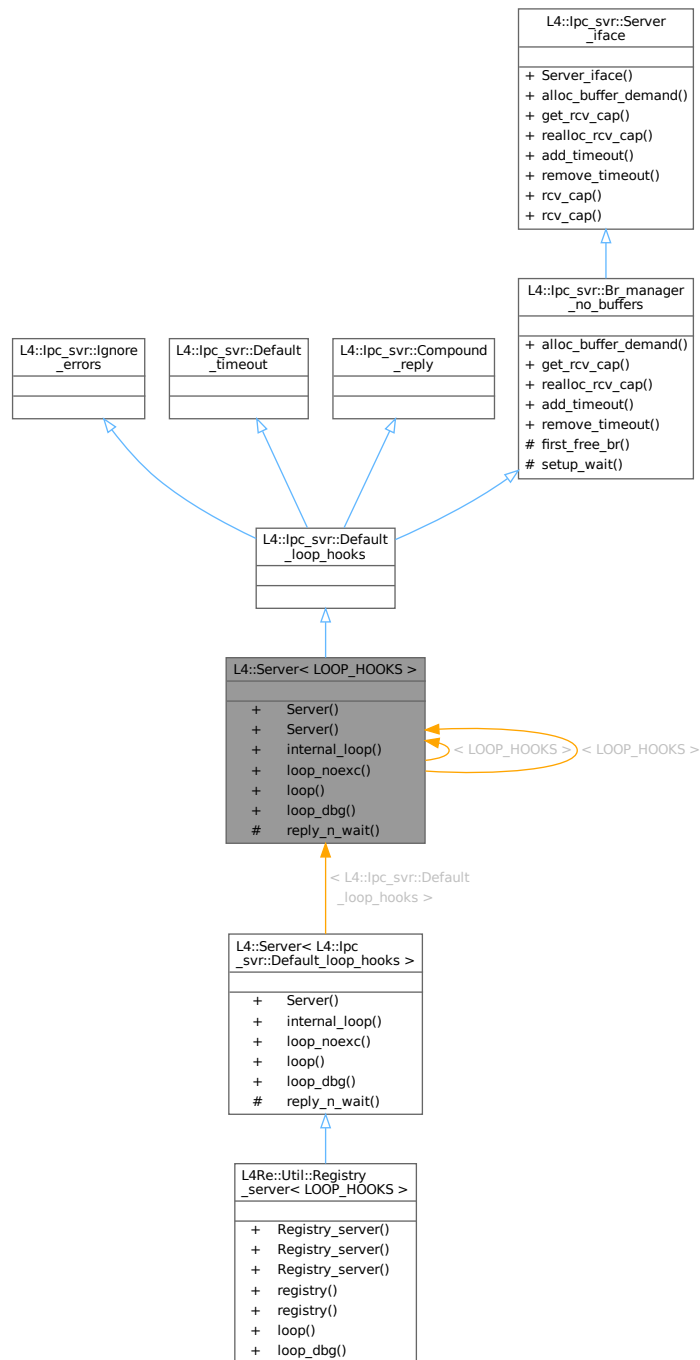 L4::Ipc_svr::Server
_iface
+ Server_iface()
+ alloc_buffer_demand()
+ get_rcv_cap()
+ realloc_rcv_cap()
+ add_timeout()
+ remove_timeout()
+ rcv_cap()
+ rcv_cap()
L4::Ipc_svr::Br_manager
_no_buffers
+ alloc_buffer_demand()
+ get_rcv_cap()
+ realloc_rcv_cap()
+ add_timeout()
+ remove_timeout()
# first_free_br()
# setup_wait()
L4::Ipc_svr::Ignore
_errors
L4::Ipc_svr::Default
_timeout
L4::Ipc_svr::Compound
_reply
L4::Ipc_svr::Default
_loop_hooks
L4::Server< LOOP_HOOKS >
+ Server()
+ Server()
+ internal_loop()
+ loop_noexc()
+ loop()
+ loop_dbg()
# reply_n_wait()
< LOOP_HOOKS >
< LOOP_HOOKS >
< L4::Ipc_svr::Default
_loop_hooks >
L4::Server< L4::Ipc
_svr::Default_loop_hooks >
+ Server()
+ internal_loop()
+ loop_noexc()
+ loop()
+ loop_dbg()
# reply_n_wait()
L4Re::Util::Registry
_server< LOOP_HOOKS >
+ Registry_server()
+ Registry_server()
+ Registry_server()
+ registry()
+ registry()
+ loop()
+ loop_dbg()